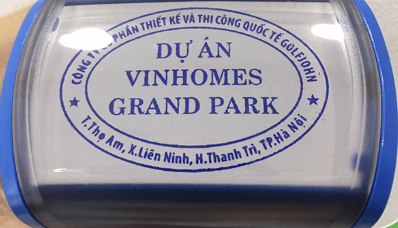 CÔNG TY CỔ PHẦN THIẾT KẾ VÀ THI CÔNG QUỐC TẾ GOLFJOHN
DỰ ÁN
VINHOMES
GRAND PARK
★ T.Thọ Am, X.Liên Ninh, H.Thanh Trì, TP.Hà Nội ★